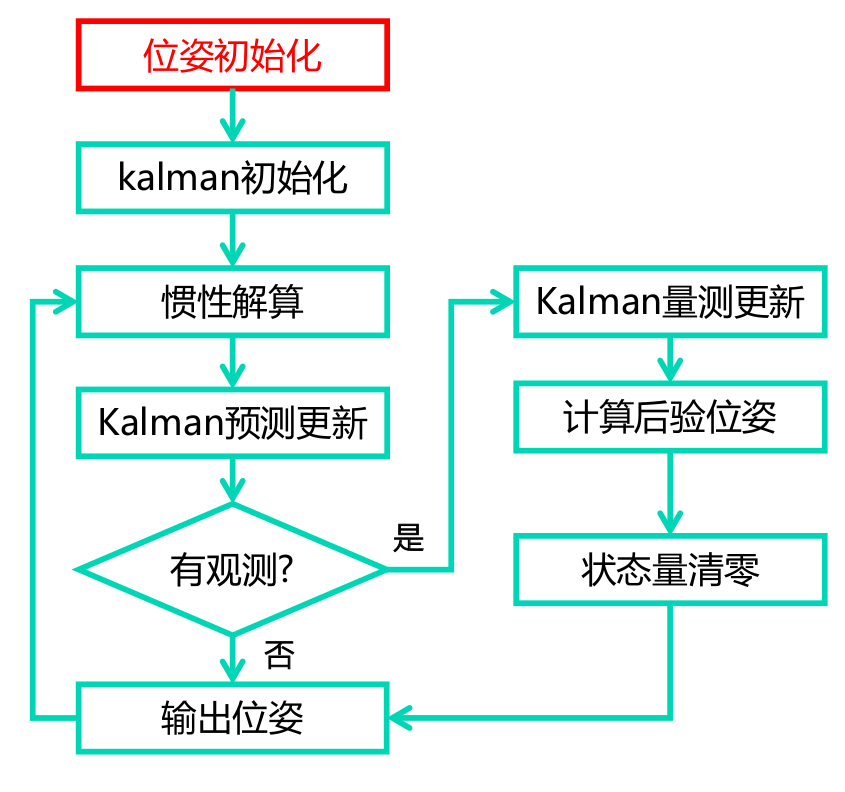 位姿初始化
kalman初始化
惯性解算
Kalman预测更新
有观测?
是
否
输出位姿
Kalman量测更新
计算后验位姿
状态量清零